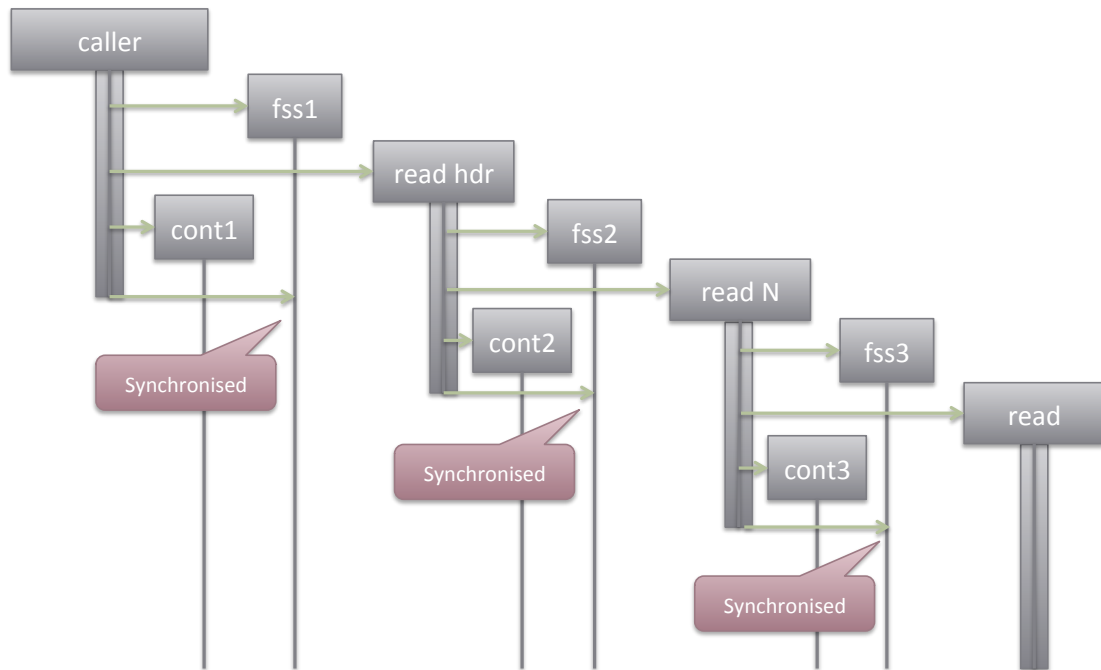 caller
fss1
read hdr
cont1
fss2
read N
Synchronised
cont2
fss3
Synchronised
read
cont3
Synchronised